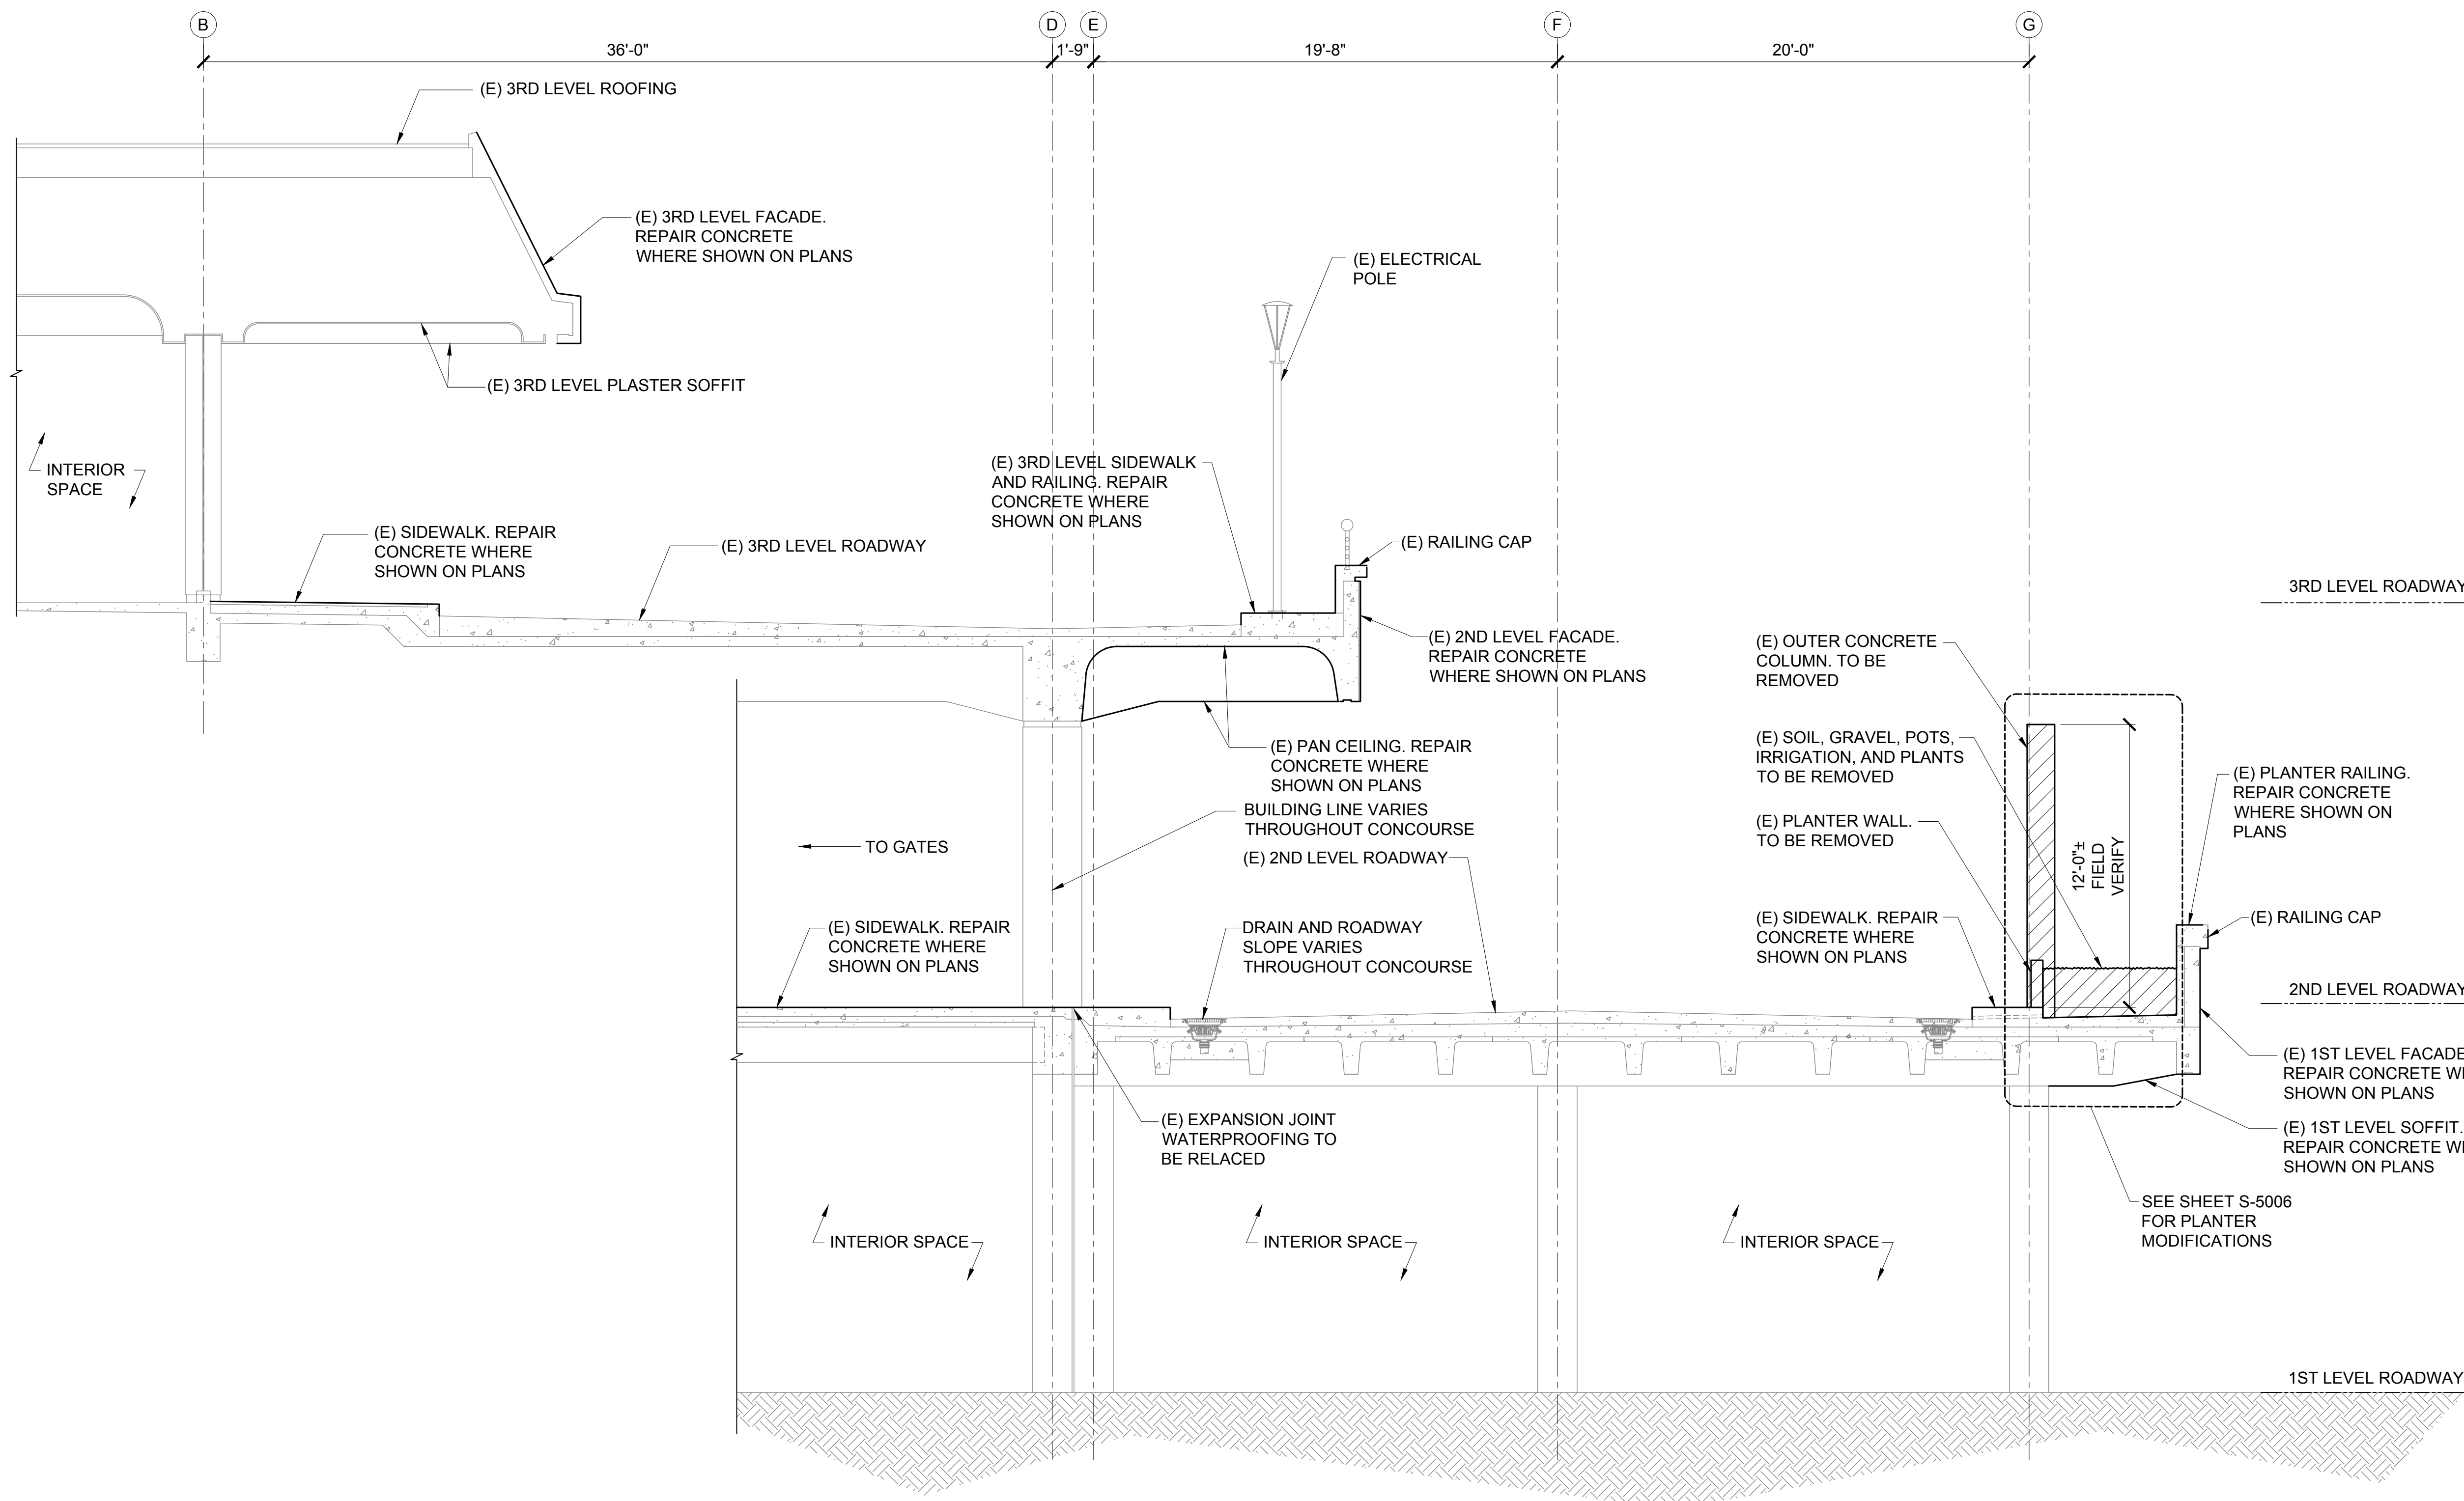 B
D
E
F
G
36'-0"
1'-9"
19'-8"
20'-0"
(E) 3RD LEVEL ROOFING
(E) 3RD LEVEL FACADE.
REPAIR CONCRETE
WHERE SHOWN ON PLANS
(E) ELECTRICAL
POLE
(E) 3RD LEVEL PLASTER SOFFIT
INTERIOR
SPACE
(E) 3RD LEVEL SIDEWALK
AND RAILING. REPAIR
CONCRETE WHERE
SHOWN ON PLANS
(E) SIDEWALK. REPAIR
CONCRETE WHERE
SHOWN ON PLANS
(E) 3RD LEVEL ROADWAY
(E) RAILING CAP
3RD LEVEL ROADWAY
(E) 2ND LEVEL FACADE.
REPAIR CONCRETE
WHERE SHOWN ON PLANS
(E) OUTER CONCRETE
COLUMN. TO BE
REMOVED
(E) PAN CEILING. REPAIR
CONCRETE WHERE
SHOWN ON PLANS
(E) SOIL, GRAVEL, POTS,
IRRIGATION, AND PLANTS
TO BE REMOVED
(E) PLANTER RAILING.
REPAIR CONCRETE
WHERE SHOWN ON
PLANS
BUILDING LINE VARIES
THROUGHOUT CONCOURSE
(E) PLANTER WALL.
TO BE REMOVED
12'-0"±
FIELD
VERIFY
TO GATES
(E) 2ND LEVEL ROADWAY
(E) SIDEWALK. REPAIR
CONCRETE WHERE
SHOWN ON PLANS
DRAIN AND ROADWAY
SLOPE VARIES
THROUGHOUT CONCOURSE
(E) SIDEWALK. REPAIR
CONCRETE WHERE
SHOWN ON PLANS
(E) RAILING CAP
2ND LEVEL ROADWAY
(E) 1ST LEVEL FACADE
REPAIR CONCRETE
SHOWN ON PLANS
(E) EXPANSION JOINT
WATERPROOFING TO
BE RELACED
(E) 1ST LEVEL SOFFIT.
REPAIR CONCRETE
SHOWN ON PLANS
SEE SHEET S-5006
FOR PLANTER
MODIFICATIONS
INTERIOR SPACE
INTERIOR SPACE
INTERIOR SPACE
1ST LEVEL ROADWAY